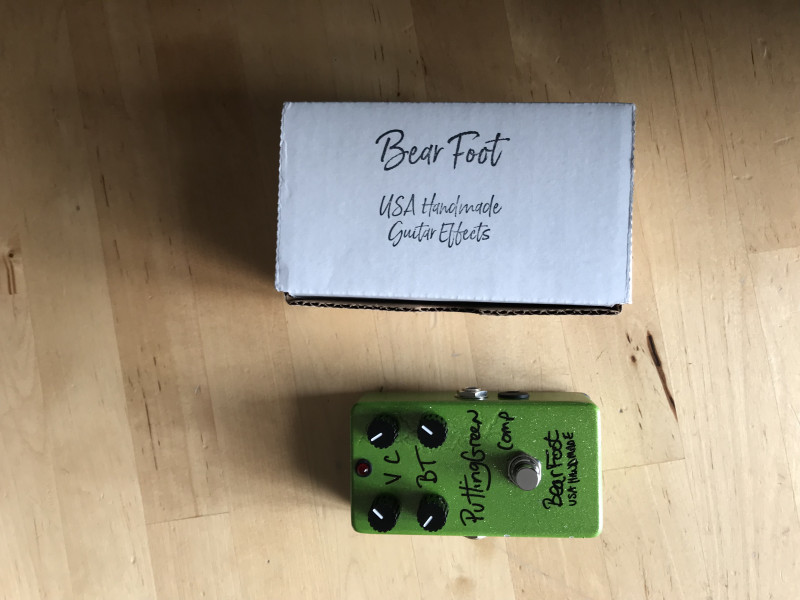 Bear Foot
USA Handmade
Guitar Effects
V C
BT
PuttingGreen
Comp
BearFoot
USA HANDMADE